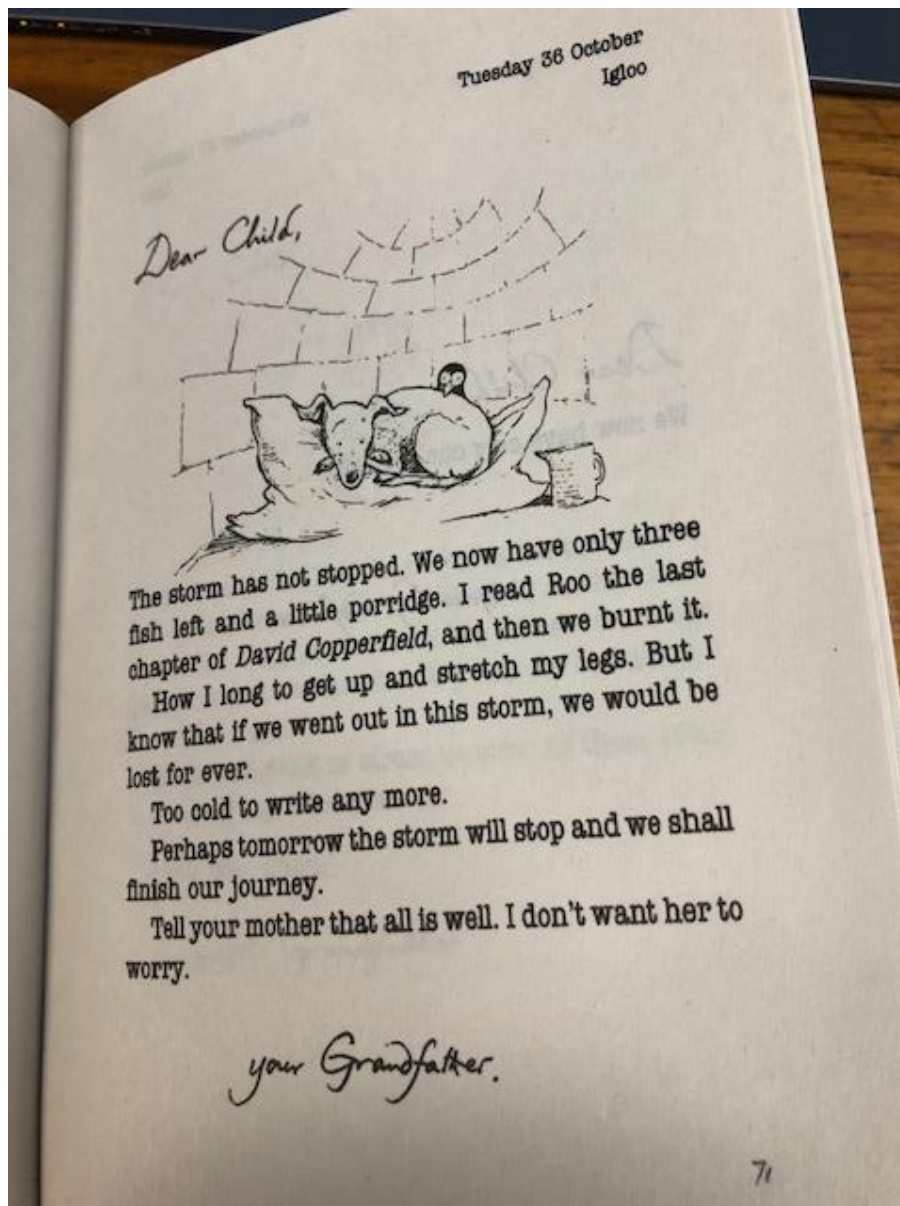 Tuesday 36 October
Igloo
Dear Child,
The storm has not stopped. We now have only three
fish left and a little porridge. I read Roo the last
chapter of David Copperfield, and then we burnt it.
How I long to get up and stretch my legs. But I
know that if we went out in this storm, we would be
lost for ever.
Too cold to write any more.
Perhaps tomorrow the storm will stop and we shall
finish our journey.
Tell your mother that all is well. I don't want her to
worry.
your Grandfather.
71